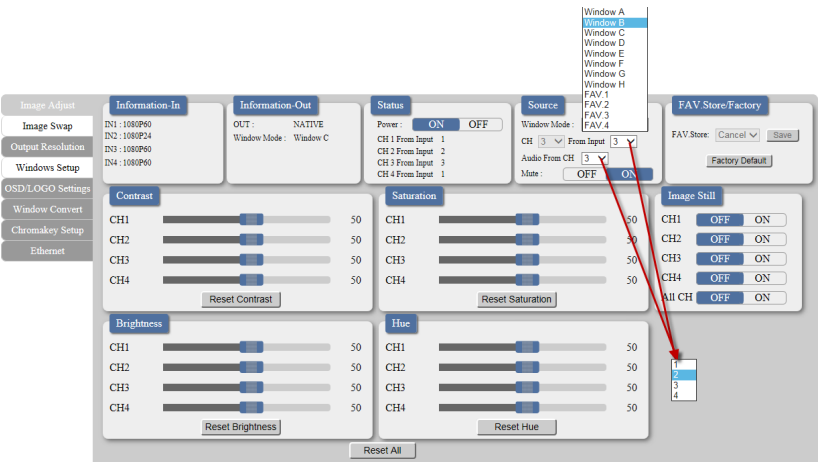 Window A
Window B
Window C
Window D
Window E
Window F
Window G
Window H
FAV.1
FAV.2
FAV.3
FAV.4
Image Adjust
Image Swap
Output Resolution
Windows Setup
OSD/LOGO Settings
Window Convert
Chromakey Setup
Ethernet
Information-In
IN1 : 1080P60
IN2 : 1080P24
IN3 : 1080P60
IN4 : 1080P60
Information-Out
OUT : NATIVE
Window Mode : Window C
Status
Power : ON OFF
CH 1 From Input 1
CH 2 From Input 2
CH 3 From Input 3
CH 4 From Input 1
Source
Window Mode :
CH 3 From Input 3
Audio From CH 3
Mute : OFF ON
FAV.Store/Factory
FAV.Store: Cancel Save
Factory Default
Contrast
CH1 50
CH2 50
CH3 50
CH4 50
Reset Contrast
Saturation
CH1 50
CH2 50
CH3 50
CH4 50
Reset Saturation
Image Still
CH1 OFF ON
CH2 OFF ON
CH3 OFF ON
CH4 OFF ON
All CH OFF ON
Brightness
CH1 50
CH2 50
CH3 50
CH4 50
Reset Brightness
Hue
CH1 50
CH2 50
CH3 50
CH4 50
Reset Hue
1
2
3
4
Reset All